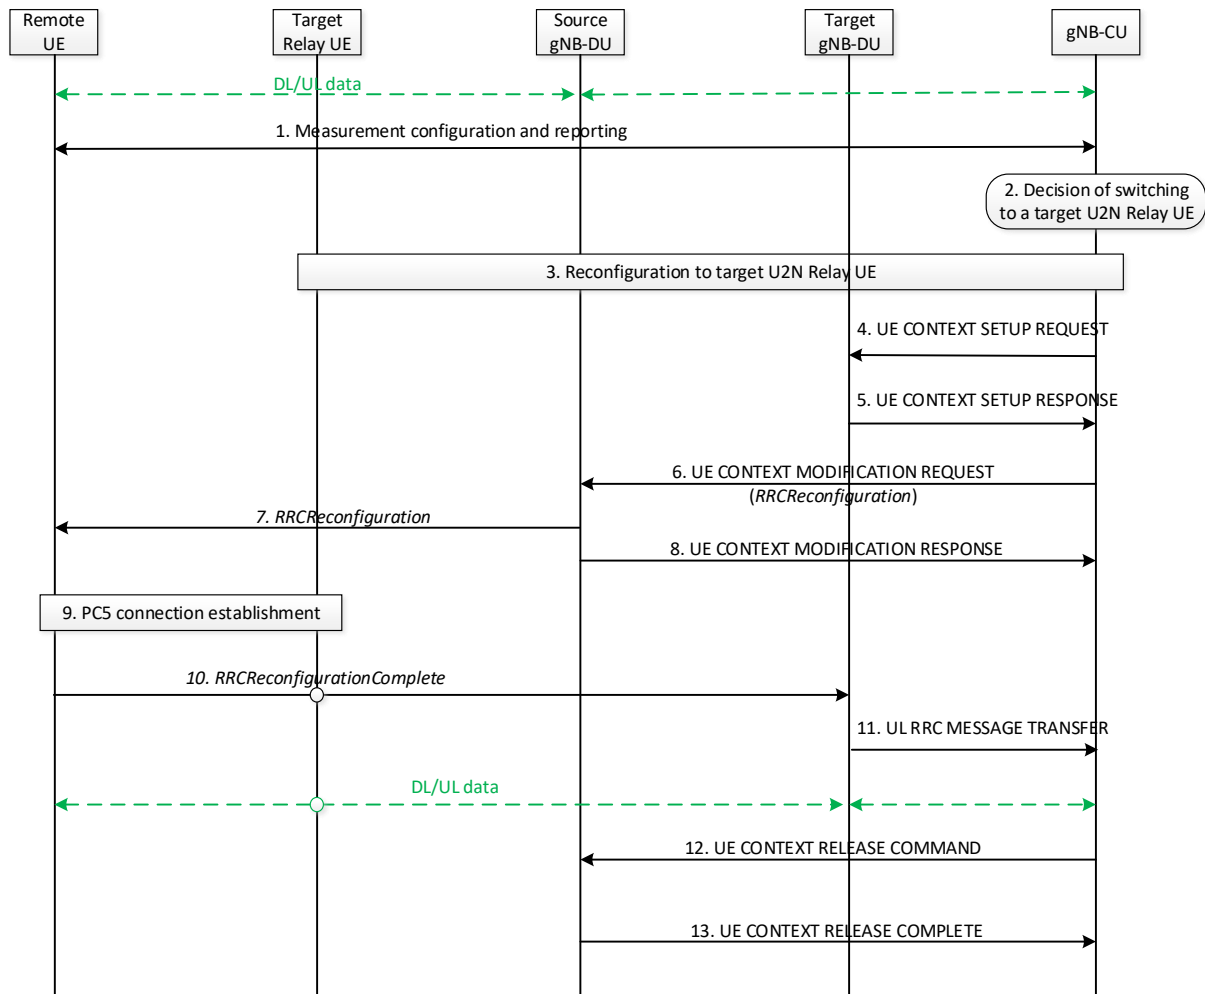 Remote
UE
Target
Relay UE
Source
gNB-DU
Target
gNB-DU
gNB-CU
DL/UL data
1. Measurement configuration and reporting
2. Decision of switching
to a target U2N Relay UE
3. Reconfiguration to target U2N Relay UE
4. UE CONTEXT SETUP REQUEST
5. UE CONTEXT SETUP RESPONSE
6. UE CONTEXT MODIFICATION REQUEST
(RRCReconfiguration)
7. RRCReconfiguration
8. UE CONTEXT MODIFICATION RESPONSE
9. PC5 connection establishment
10. RRCReconfigurationComplete
11. UL RRC MESSAGE TRANSFER
DL/UL data
12. UE CONTEXT RELEASE COMMAND
13. UE CONTEXT RELEASE COMPLETE